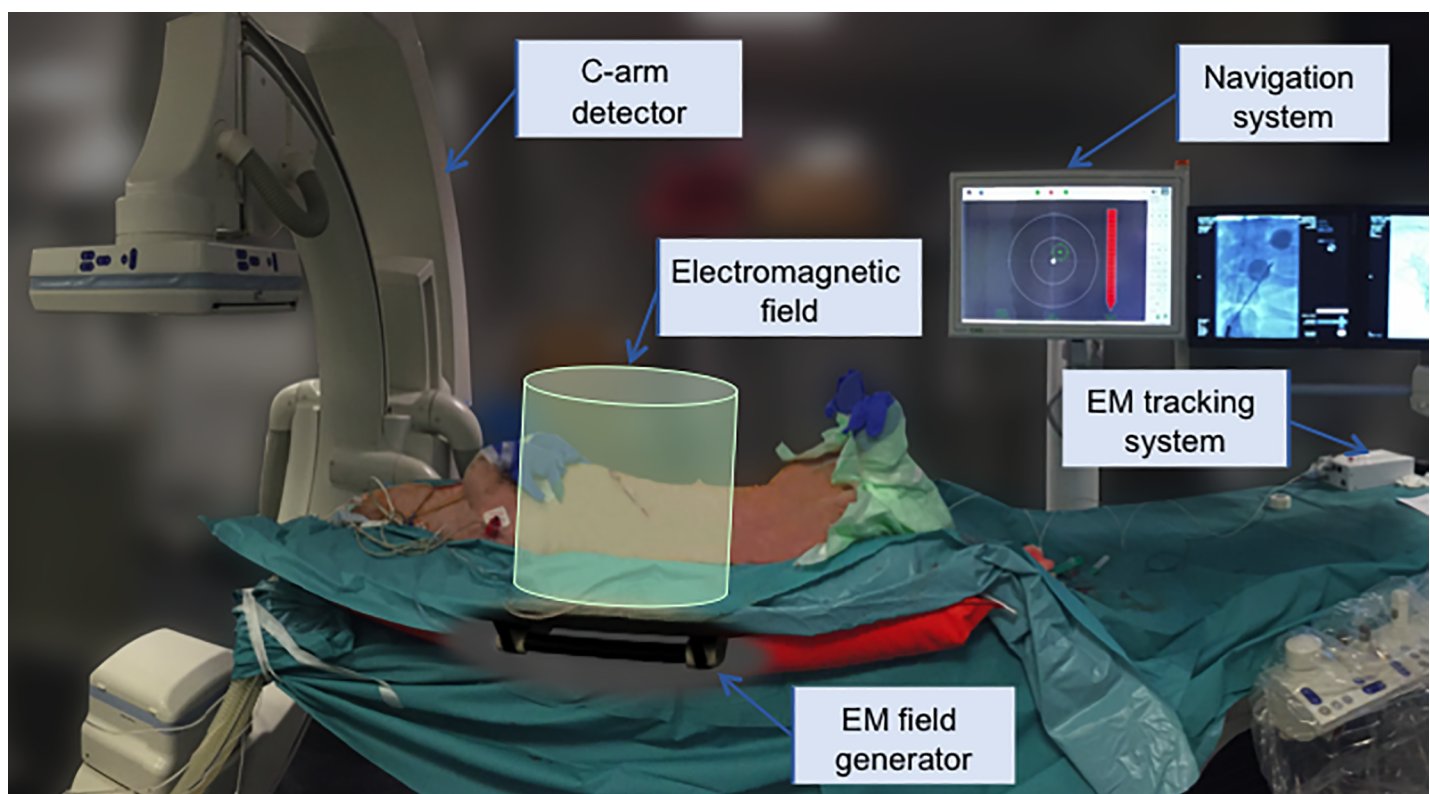 C-arm
detector
Navigation
system
Electromagnetic
field
EM tracking
system
EM field
generator